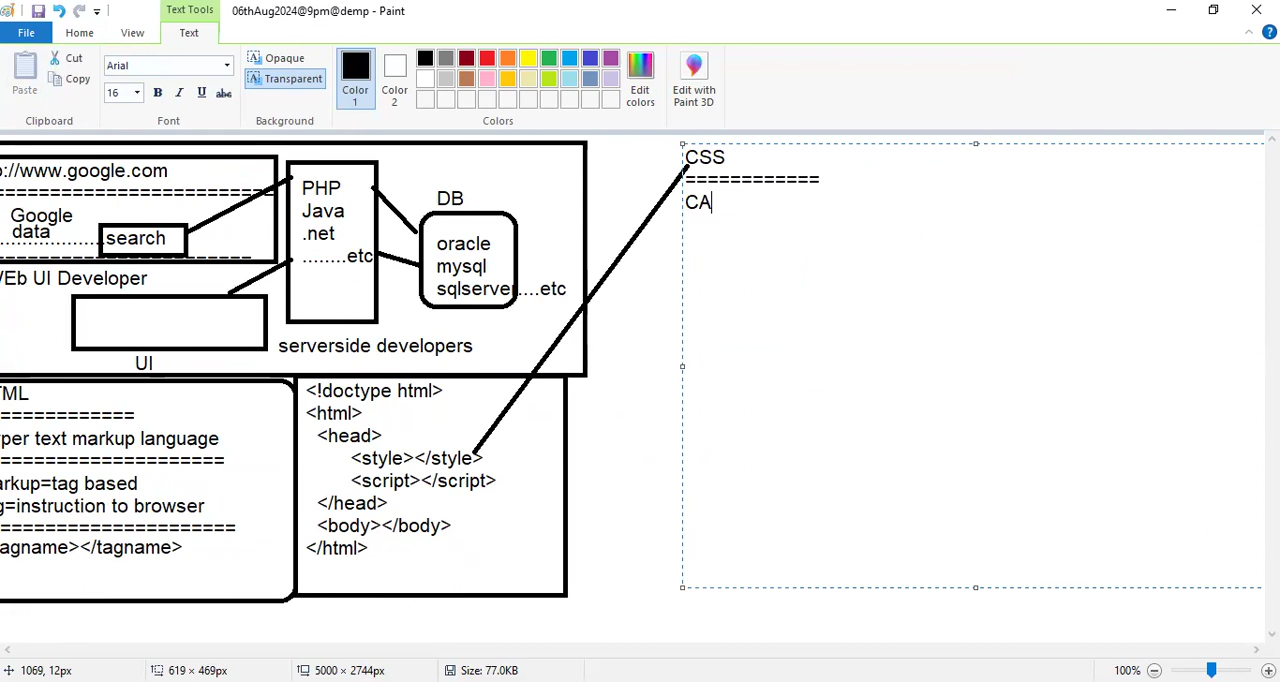 Text Tools
06thAug2024@9pm@demp - Paint
File
Home
View
Text
Paste
Cut
Copy
Clipboard
Arial
16
B I U abc
Font
Opaque
Transparent
Background
Color 1
Color 2
Edit colors
Colors
Edit with Paint 3D
p://www.google.com
===========================
Google
data
.....................search
===========================
WEb UI Developer
UI
PHP
Java
.net
........etc
DB
oracle
mysql
sqlserver....etc
serverside developers
TML
============
yper text markup language
====================
arkup=tag based
g=instruction to browser
=====================
agname></tagname>
<!doctype html>
<html>
<head>
<style></style>
<script></script>
</head>
<body></body>
</html>
CSS
============
CA
1069, 12px
619 × 469px
5000 × 2744px
Size: 77.0KB
100%